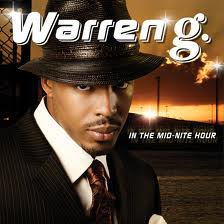 Warren g.
IN THE MID-NITE HOUR